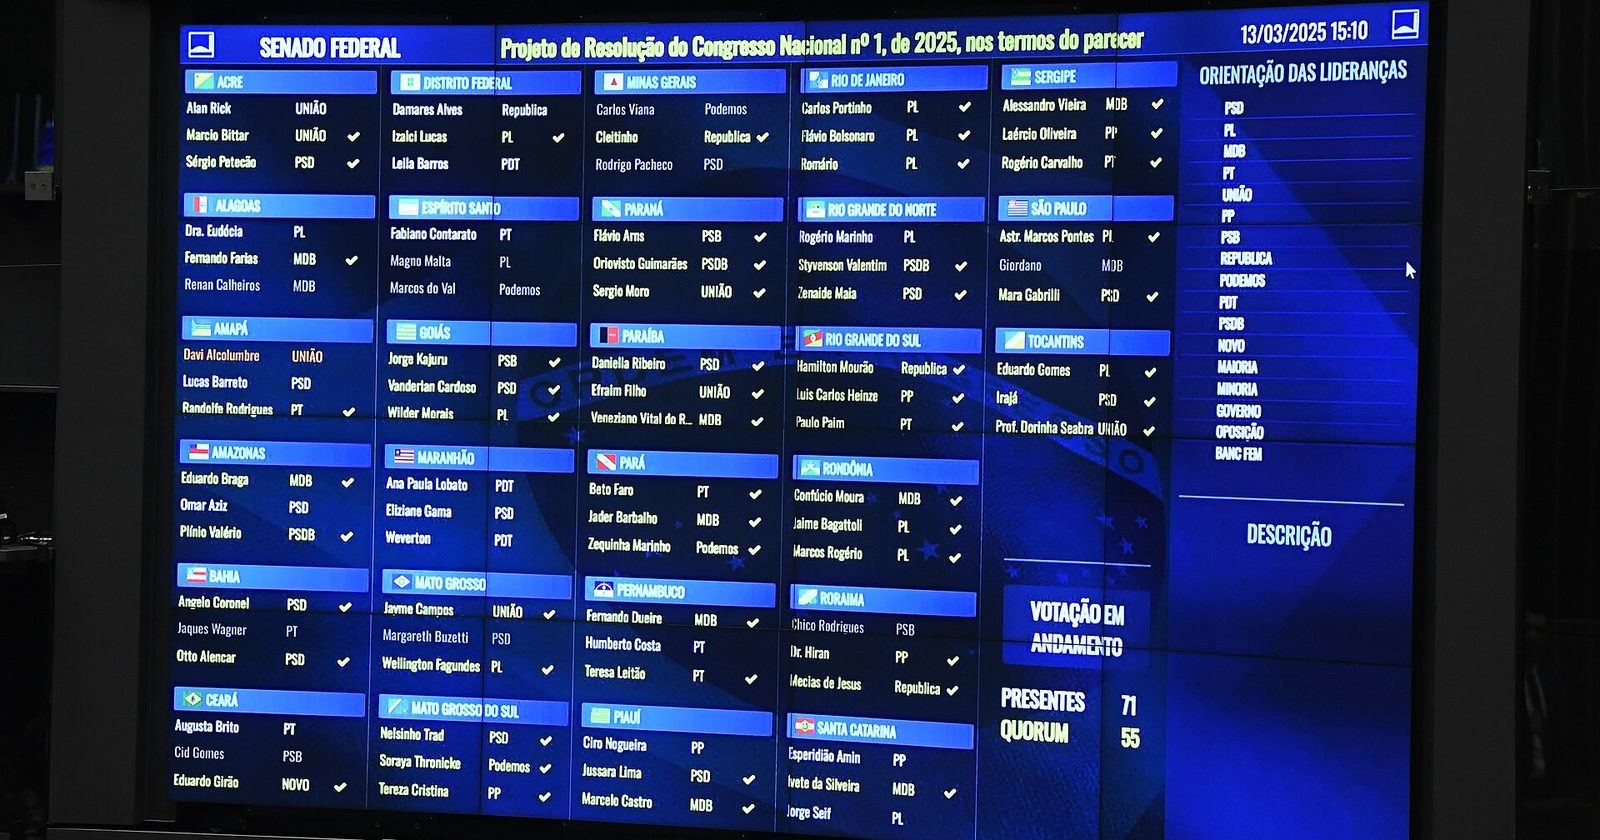 SENADO FEDERAL
Projeto de Resolução do Congresso Nacional nº 1, de 2025, nos termos do parecer
13/03/2025 15:10
ACRE
Alan Rick UNIÃO
Marcio Bittar UNIÃO
Sérgio Petecão PSD
ALAGOAS
Dra. Eudócia PL
Fernando Farias MDB
Renan Calheiros MDB
AMAPÁ
Davi Alcolumbre UNIÃO
Lucas Barreto PSD
Randolfe Rodrigues PT
AMAZONAS
Eduardo Braga MDB
Omar Aziz PSD
Plínio Valério PSDB
BAHIA
Angelo Coronel PSD
Jaques Wagner PT
Otto Alencar PSD
CEARÁ
Augusta Brito PT
Cid Gomes PSB
Eduardo Girão NOVO
DISTRITO FEDERAL
Damares Alves Republica
Izalci Lucas PL
Leila Barros PDT
ESPÍRITO SANTO
Fabiano Contarato PT
Magno Malta PL
Marcos do Val Podemos
GOIÁS
Jorge Kajuru PSB
Vanderlan Cardoso PSD
Wilder Morais PL
MARANHÃO
Ana Paula Lobato PDT
Eliziane Gama PSD
Weverton PDT
MATO GROSSO
Jayme Campos UNIÃO
Margareth Buzetti PSD
Wellington Fagundes PL
MATO GROSSO DO SUL
Nelsinho Trad PSD
Soraya Thronicke Podemos
Tereza Cristina PP
MINAS GERAIS
Carlos Viana Podemos
Cleitinho Republica
Rodrigo Pacheco PSD
PARANÁ
Flávio Arns PSB
Oriovisto Guimarães PSDB
Sergio Moro UNIÃO
PARAÍBA
Daniella Ribeiro PSD
Efraim Filho UNIÃO
Veneziano Vital do R... MDB
PARÁ
Beto Faro PT
Jader Barbalho MDB
Zequinha Marinho Podemos
PERNAMBUCO
Fernando Dueire MDB
Humberto Costa PT
Teresa Leitão PT
PIAUÍ
Ciro Nogueira PP
Jussara Lima PSD
Marcelo Castro MDB
RIO DE JANEIRO
Carlos Portinho PL
Flávio Bolsonaro PL
Romário PL
RIO GRANDE DO NORTE
Rogério Marinho PL
Styvenson Valentim PSDB
Zenaide Maia PSD
RIO GRANDE DO SUL
Hamilton Mourão Republica
Luis Carlos Heinze PP
Paulo Paim PT
RONDÔNIA
Confúcio Moura MDB
Jaime Bagattoli PL
Marcos Rogério PL
RORAIMA
Chico Rodrigues PSB
Dr. Hiran PP
Mecias de Jesus Republica
SANTA CATARINA
Esperidião Amin PP
Ivete da Silveira MDB
Jorge Seif PL
SERGIPE
Alessandro Vieira MDB
Laércio Oliveira PP
Rogério Carvalho PT
SÃO PAULO
Astr. Marcos Pontes PL
Giordano MDB
Mara Gabrilli PSD
TOCANTINS
Eduardo Gomes PL
Irajá PSD
Prof. Dorinha Seabra UNIÃO
VOTAÇÃO EM
ANDAMENTO
PRESENTES 71
QUORUM 55
ORIENTAÇÃO DAS LIDERANÇAS
PSD
PL
MDB
PT
UNIÃO
PP
PSB
REPUBLICA
PODEMOS
PDT
PSDB
NOVO
MAIORIA
MINORIA
GOVERNO
OPOSIÇÃO
BANC FEM
DESCRIÇÃO